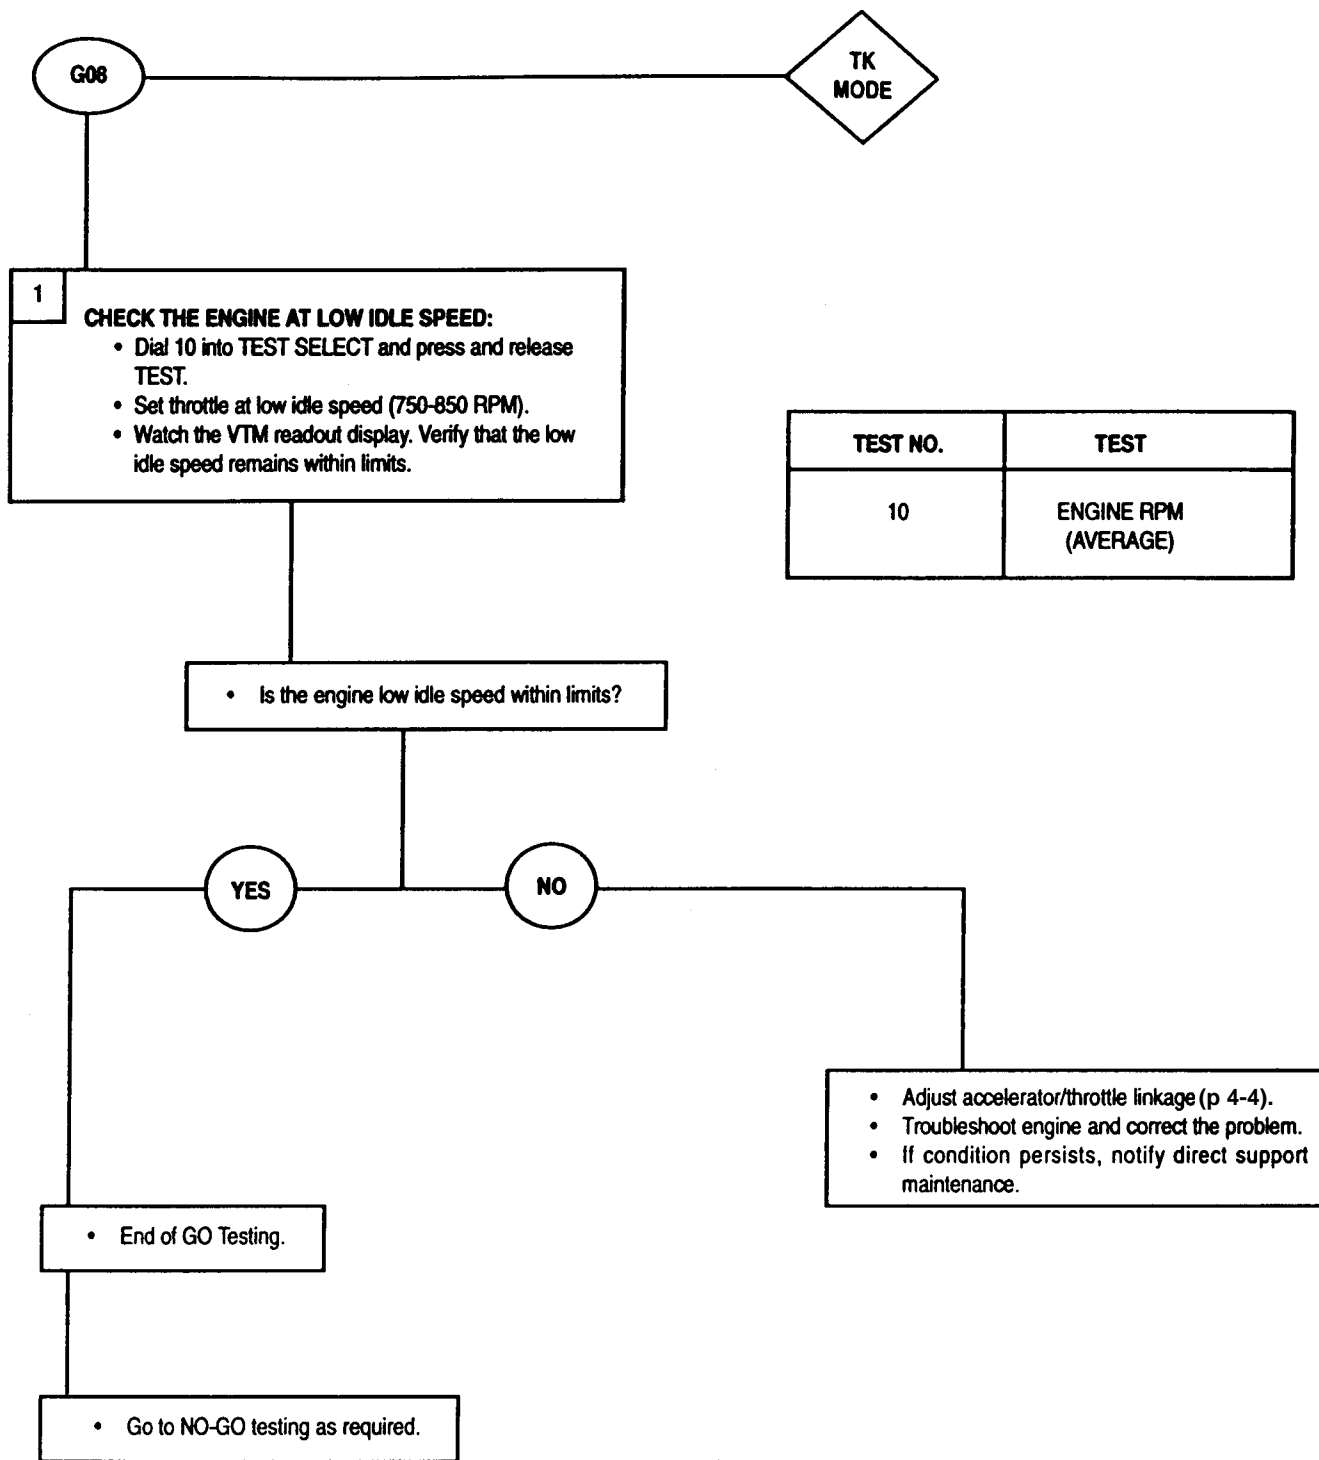 G08
TK
MODE
1
CHECK THE ENGINE AT LOW IDLE SPEED:
• Dial 10 into TEST SELECT and press and release
TEST.
• Set throttle at low idle speed (750-850 RPM).
• Watch the VTM readout display. Verify that the low
idle speed remains within limits.
TEST NO. TEST
10 ENGINE RPM
(AVERAGE)
• Is the engine low idle speed within limits?
YES
NO
• Adjust accelerator/throttle linkage (p 4-4).
• Troubleshoot engine and correct the problem.
• If condition persists, notify direct support
maintenance.
• End of GO Testing.
• Go to NO-GO testing as required.